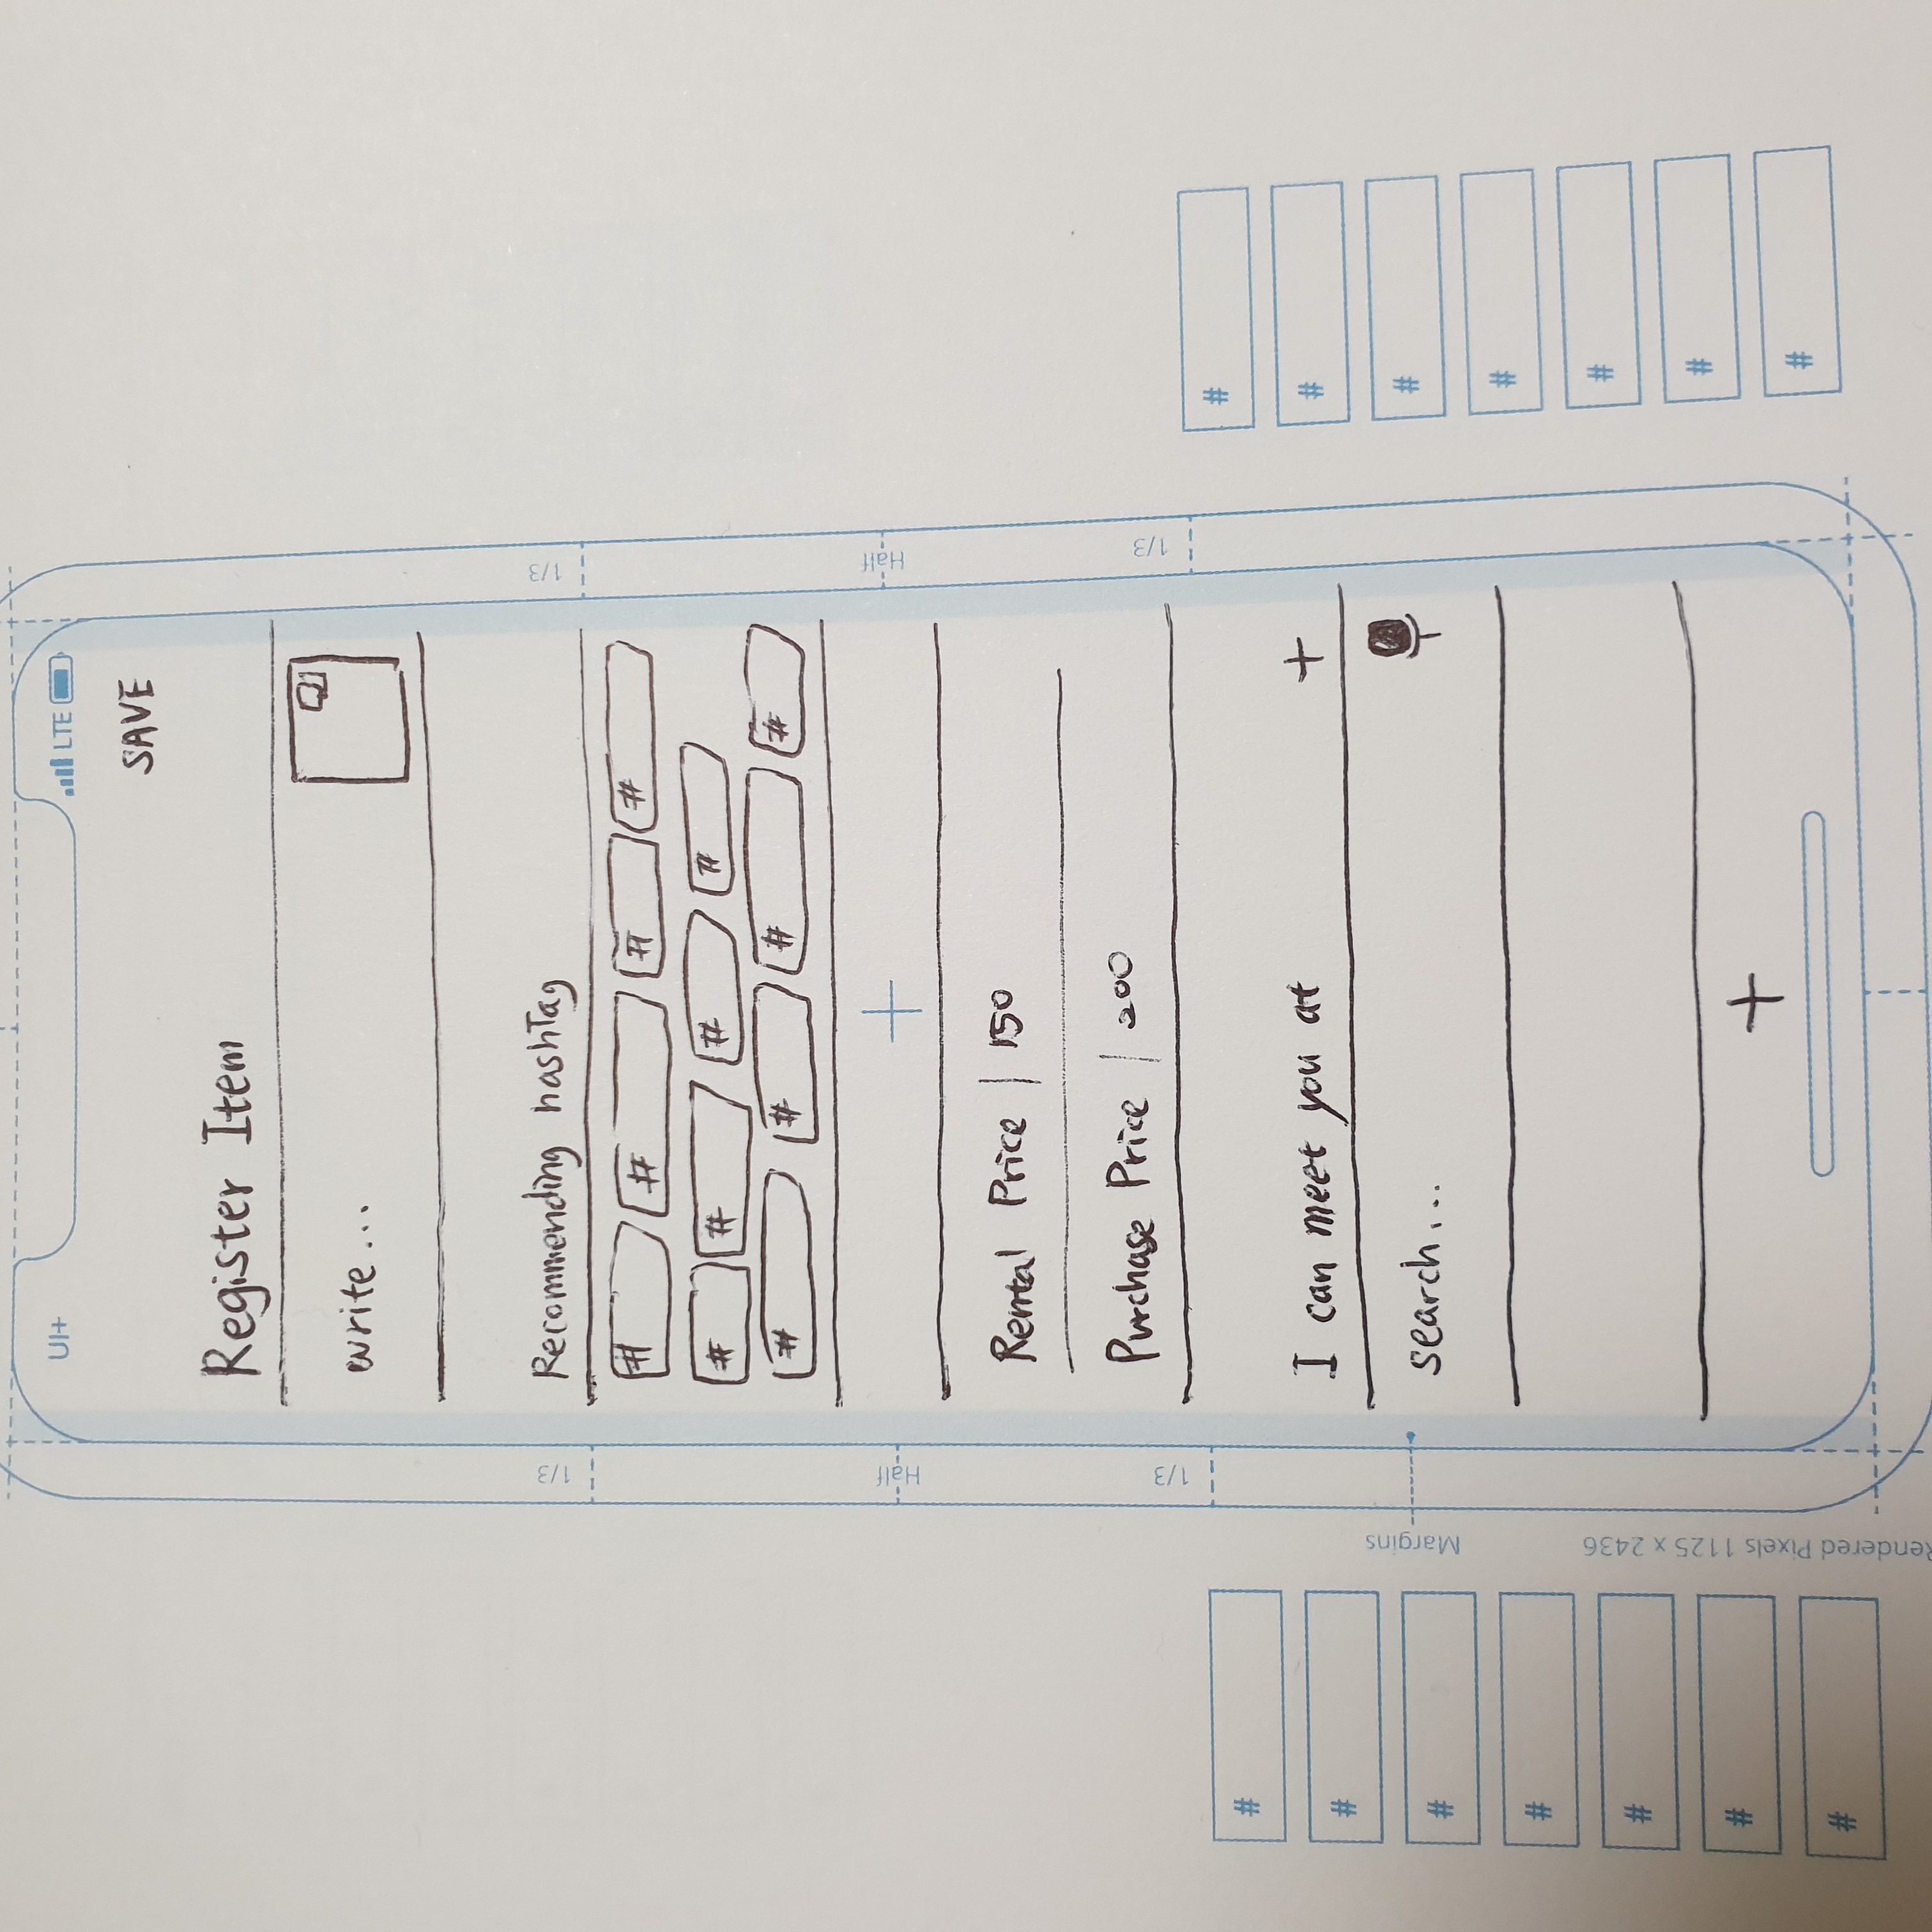 UI+ LTE
SAVE
Register Item
write...
Recommending hashTag
# # # #
# # # #
# # # #
Rental Price | 150
Purchase Price | 200
I can meet you at +
search...
+
1/3
Half
1/3
Margins
Rendered Pixels 1125 x 2436
#
#
#
#
#
#
#
1/3
Half
1/3
#
#
#
#
#
#
#